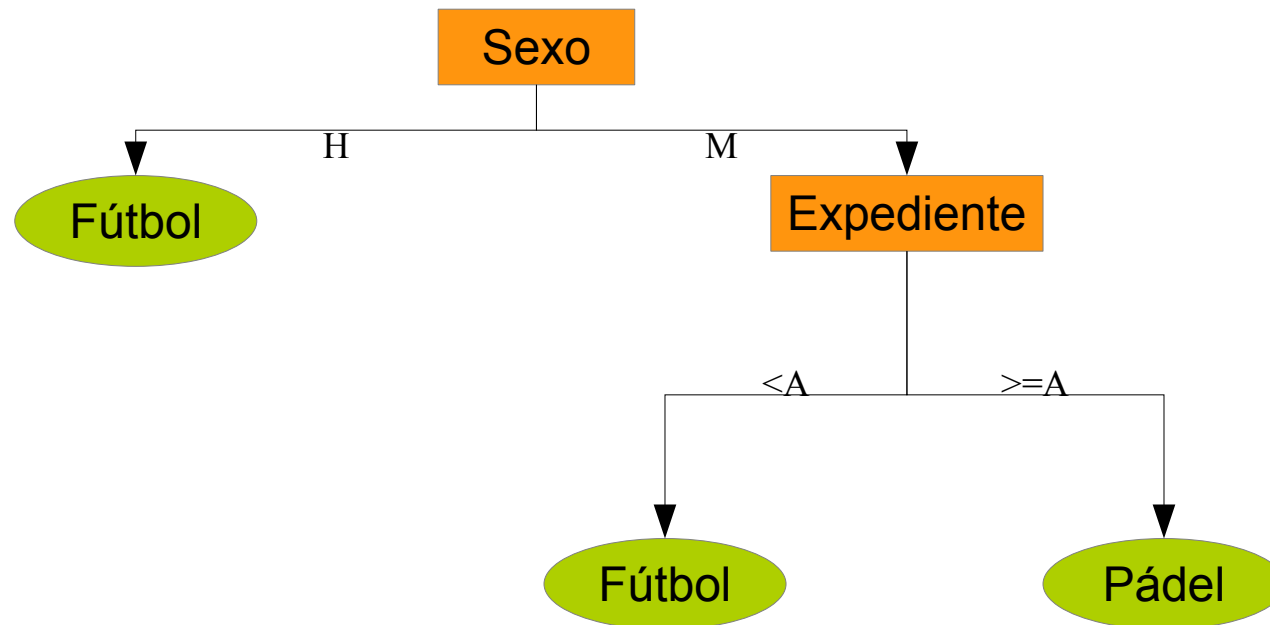 Sexo
H
M
Fútbol
Expediente
<A
>=A
Fútbol
Pádel